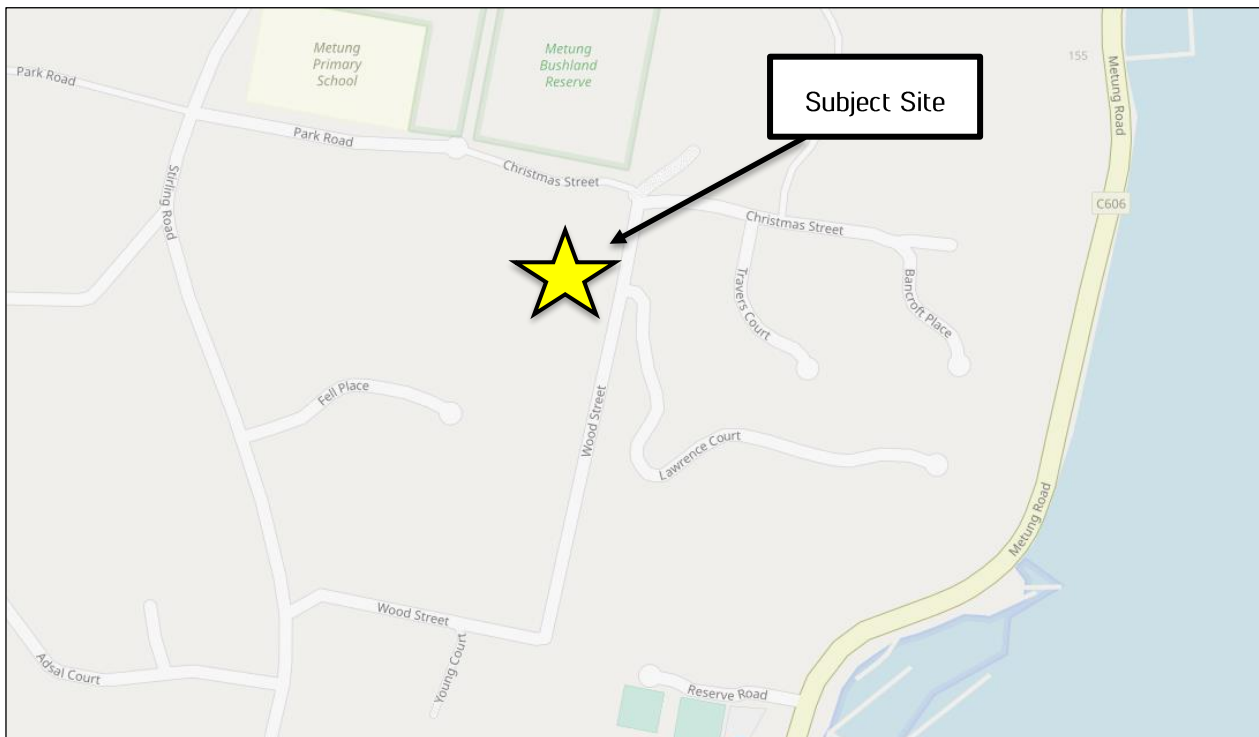 Metung
Primary
School
Metung
Bushland
Reserve
155
Metung Road
Subject Site
Park Road
Park Road
Christmas Street
Stirling Road
C606
Christmas Street
Travers Court
Bancroft Place
Fell Place
Wood Street
Lawrence Court
Metung Road
Wood Street
Young Court
Adsal Court
Reserve Road